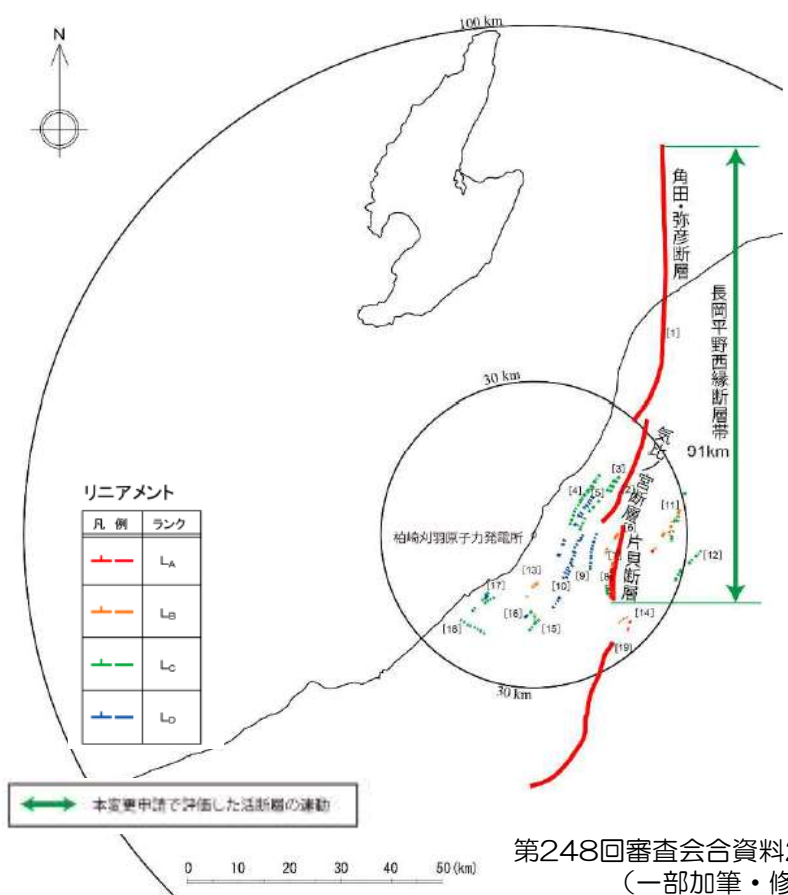 100 km
N
角田・弥彦断層
長岡平野西縁断層帯
91km
[1]
30 km
気比ノ宮断層
片貝断層
[3]
[4]
[5]
[2]
[6]
[11]
[12]
柏崎刈羽原子力発電所
[9]
[8]
[13]
[10]
[17]
[16]
[15]
[18]
[14]
[19]
30 km
リニアメント
凡 例 ランク
LA
LB
LC
LD
本変更申請で評価した活断層の連動
0 10 20 30 40 50(km)
第248回審査会合資料
(一部加筆・修